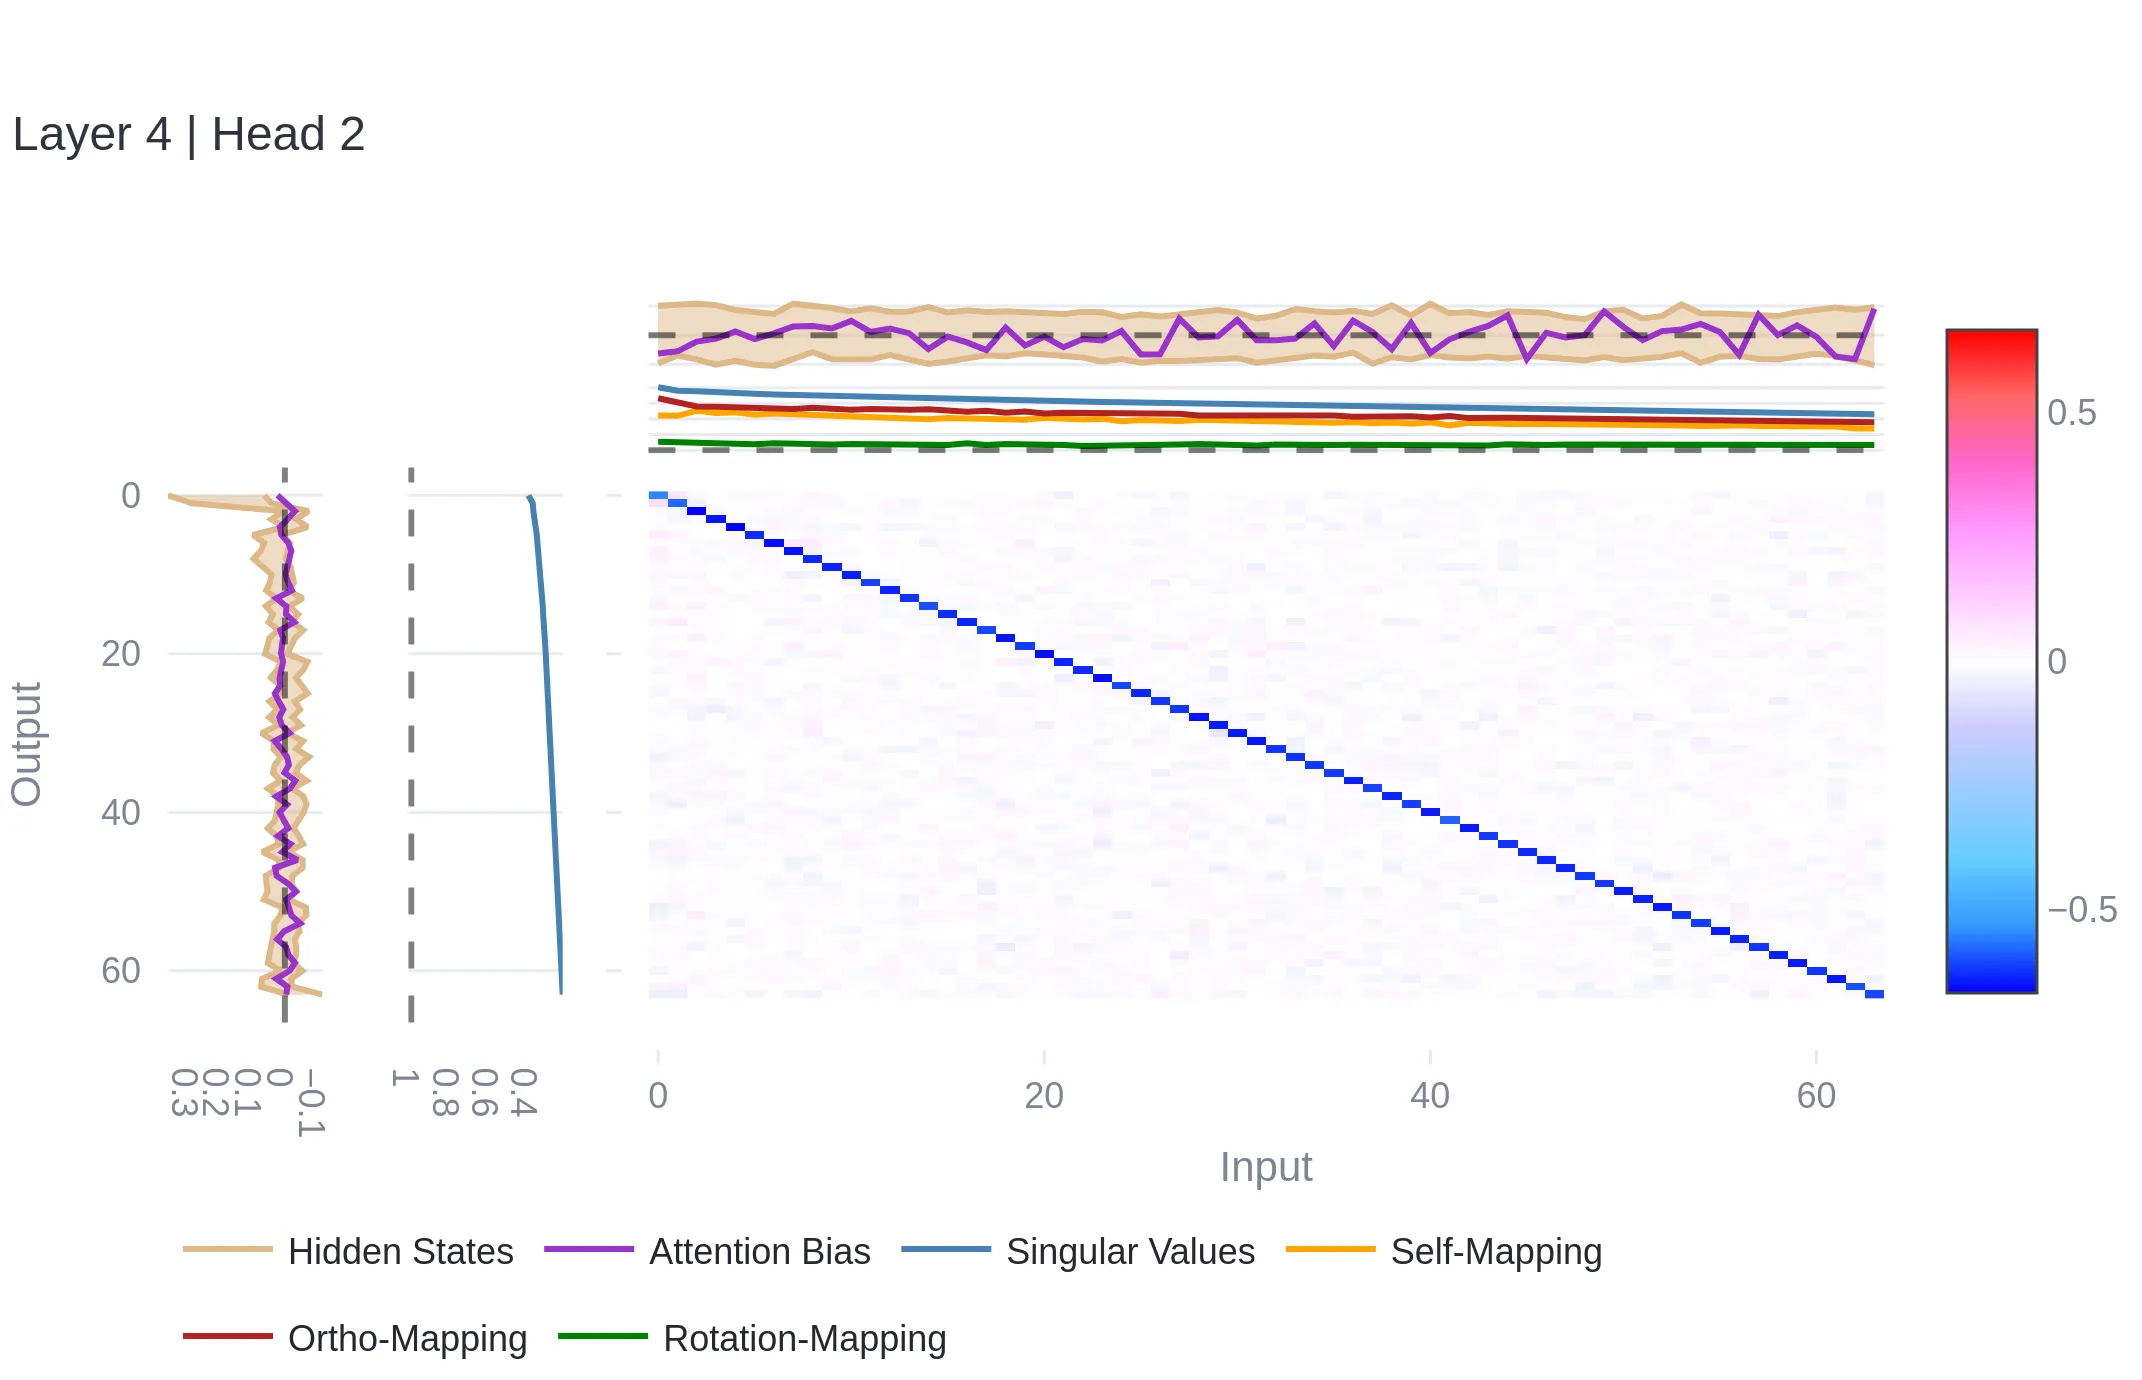 Layer 4 | Head 2
0
20
40
60
Output
0.3
0.2
0.1
0
−0.1
1
0.8
0.6
0.4
0
20
40
60
Input
0.5
0
−0.5
Hidden States
Attention Bias
Singular Values
Self-Mapping
Ortho-Mapping
Rotation-Mapping